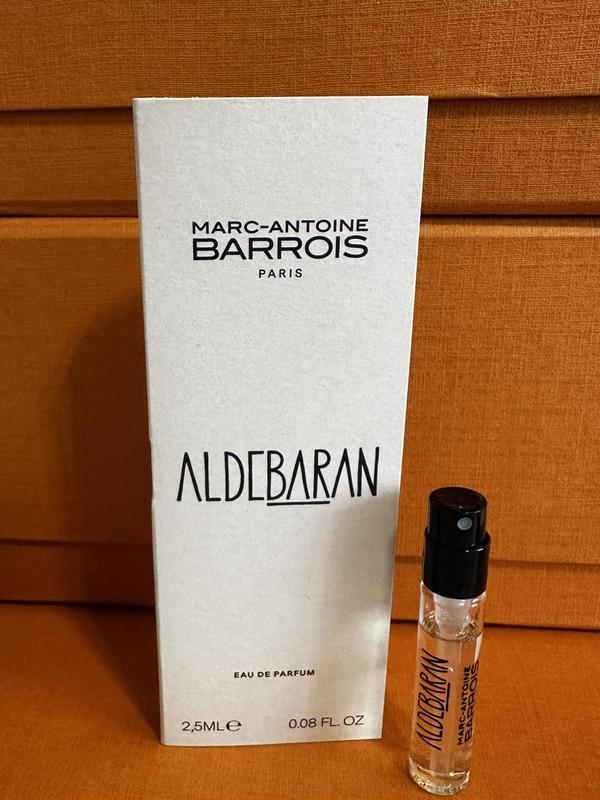 MARC-ANTOINE
BARROIS
PARIS
ALDEBARAN
EAU DE PARFUM
2,5ML℮ 0.08 FL. OZ
ALDEBARAN
MARC-ANTOINE
BARROIS